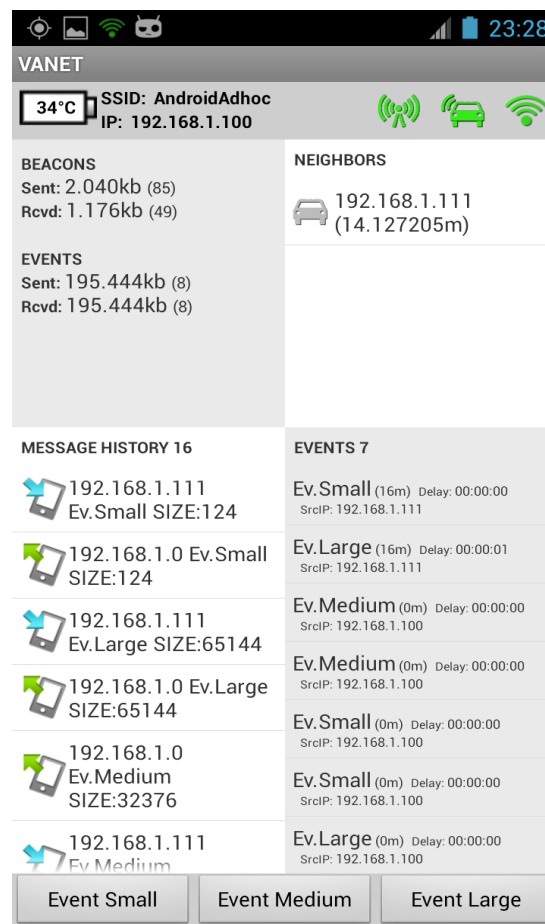 23:28
VANET
34°C
SSID: AndroidAdhoc
IP: 192.168.1.100
BEACONS
Sent: 2.040kb (85)
Rcvd: 1.176kb (49)
EVENTS
Sent: 195.444kb (8)
Rcvd: 195.444kb (8)
NEIGHBORS
192.168.1.111
(14.127205m)
MESSAGE HISTORY 16
192.168.1.111
Ev.Small SIZE:124
192.168.1.0 Ev.Small
SIZE:124
192.168.1.111
Ev.Large SIZE:65144
192.168.1.0 Ev.Large
SIZE:65144
192.168.1.0
Ev.Medium
SIZE:32376
192.168.1.111
Ev.Medium
EVENTS 7
Ev.Small (16m) Delay: 00:00:00
SrcIP: 192.168.1.111
Ev.Large (16m) Delay: 00:00:01
SrcIP: 192.168.1.111
Ev.Medium (0m) Delay: 00:00:00
SrcIP: 192.168.1.100
Ev.Medium (0m) Delay: 00:00:00
SrcIP: 192.168.1.100
Ev.Small (0m) Delay: 00:00:00
SrcIP: 192.168.1.100
Ev.Small (0m) Delay: 00:00:00
SrcIP: 192.168.1.100
Ev.Large (0m) Delay: 00:00:00
SrcIP: 192.168.1.100
Event Small
Event Medium
Event Large